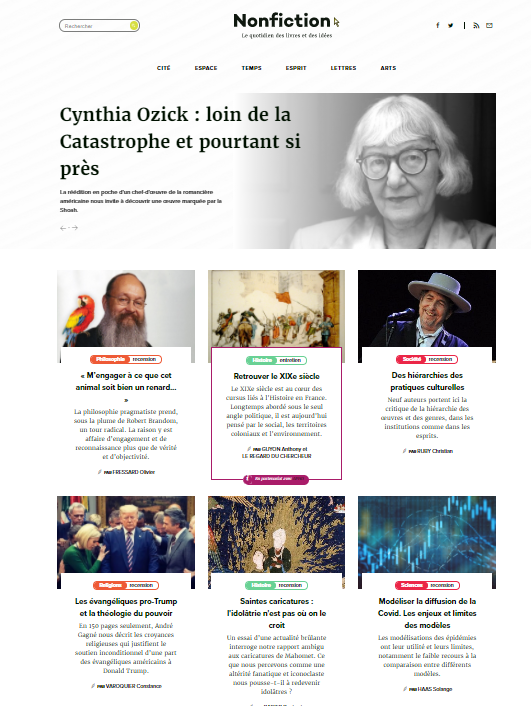 Rechercher
Nonfiction
Le quotidien des livres et des idées
CITÉ ESPACE TEMPS ESPRIT LETTRES ARTS
Cynthia Ozick : loin de la
Catastrophe et pourtant si
près
La réédition en poche d'un chef-d'œuvre de la romancière
américaine nous invite à découvrir une œuvre marquée par la
Shoah.
Philosophie recension
« M'engager à ce que cet
animal soit bien un renard...
»
La philosophie pragmatiste prend,
sous la plume de Robert Brandom,
un tour radical. La raison y est
affaire d'engagement et de
reconnaissance plus que de vérité
et d'objectivité.
PAR FRESSARD Olivier
Histoire entretien
Retrouver le XIXe siècle
Le XIXe siècle est au cœur des
cursus liés à l'Histoire en France.
Longtemps abordé sous le seul
angle politique, il est aujourd'hui
pensé par le social, les territoires
coloniaux et l'environnement.
PAR GUYON Anthony et
LE REGARD DU CHERCHEUR
En partenariat avec
Société recension
Des hiérarchies des
pratiques culturelles
Neuf auteurs portent ici la
critique de la hiérarchie des
œuvres et des genres, dans les
institutions comme dans les
esprits.
PAR RUBY Christian
Religions recension
Les évangéliques pro-Trump
et la théologie du pouvoir
En 150 pages seulement, André
Gagné nous décrit les croyances
religieuses qui justifient le
soutien inconditionnel d'une part
des évangéliques américains à
Donald Trump.
PAR VAROQUIER Constance
Histoire recension
Saintes caricatures :
l'idolâtrie n'est pas ou on le
croit
Un essai d'une actualité brûlante
interroge notre rapport ambigu
aux caricatures de Mahomet. Ce
que nous percevons comme une
altérité fanatique et iconoclaste
nous pousse-t-il à redevenir
idolâtres ?
Sciences recension
Modéliser la diffusion de la
Covid. Les enjeux et limites
des modèles
Les modélisations des épidémies
ont leur utilité et leurs limites,
notamment le faible recours à la
comparaison entre différents
modèles.
PAR HAAS Solange